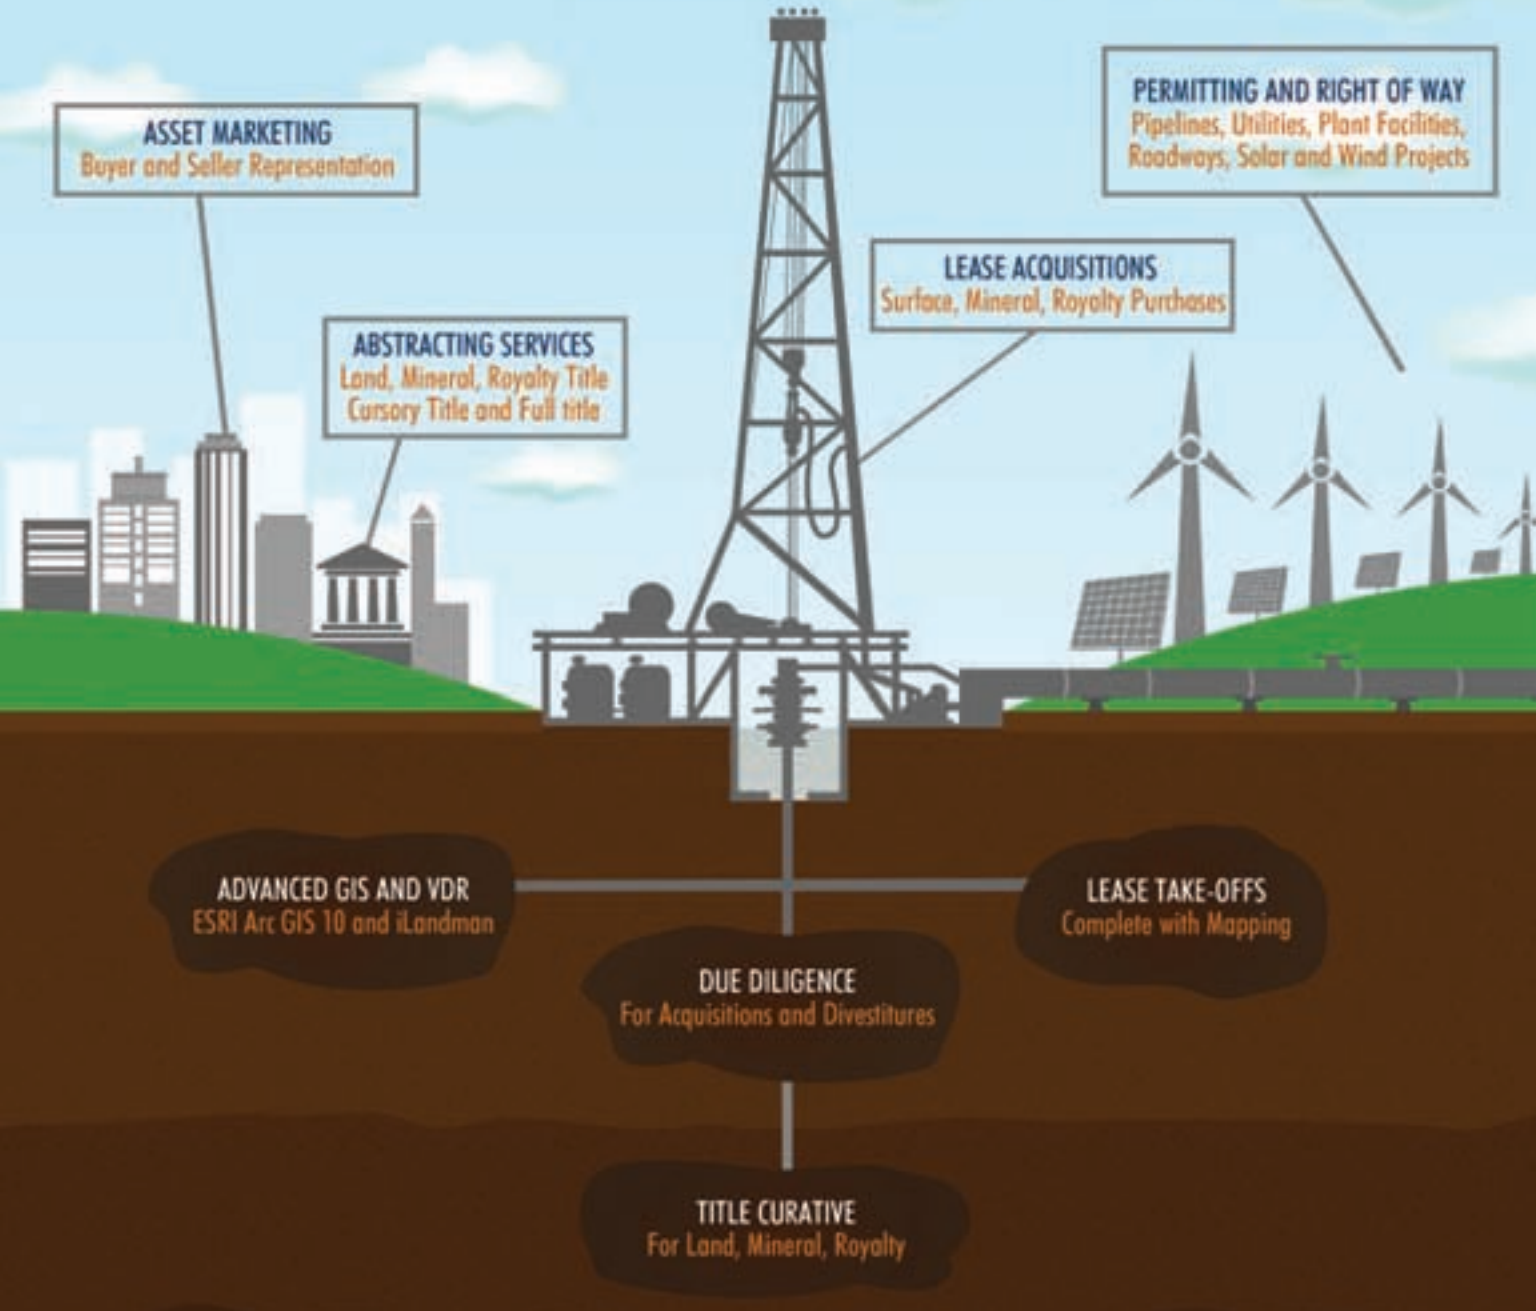 PERMITTING AND RIGHT OF WAY
Pipelines, Utilities, Plant Facilities,
Roadways, Solar and Wind Projects
ASSET MARKETING
Buyer and Seller Representation
LEASE ACQUISITIONS
Surface, Mineral, Royalty Purchases
ABSTRACTING SERVICES
Land, Mineral, Royalty Title
Cursory Title and Full title
ADVANCED GIS AND VDR
ESRI Arc GIS 10 and iLandman
LEASE TAKE-OFFS
Complete with Mapping
DUE DILIGENCE
For Acquisitions and Divestitures
TITLE CURATIVE
For Land, Mineral, Royalty